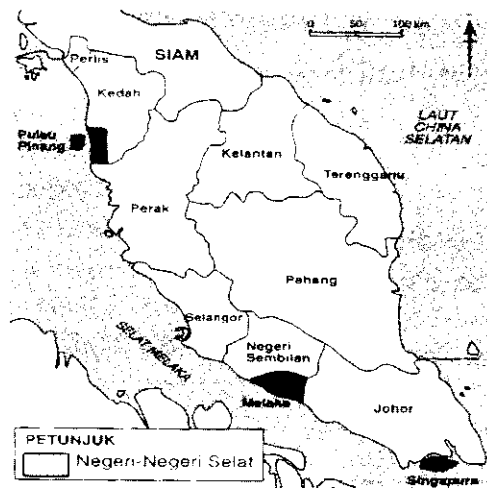 0 50 100 km
SIAM
Perlis
Kedah
Pulau
Pinang
LAUT
CHINA
SELATAN
Kelantan
Terengganu
Perak
Pahang
Selangor
SELAT MELAKA
Negeri
Sembilan
Melaka
Johor
PETUNJUK
Negeri-Negeri Selat
Singapura